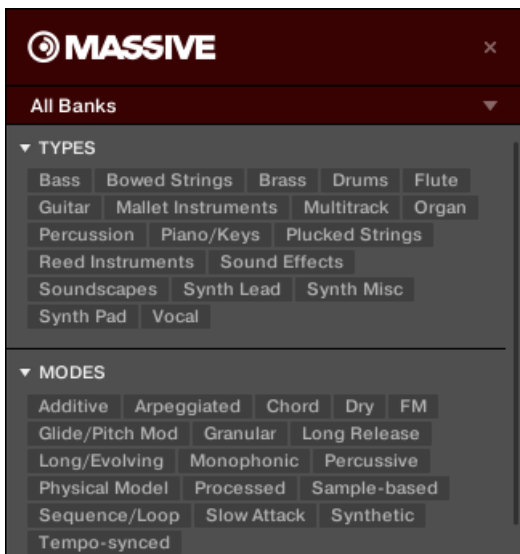 MASSIVE
All Banks
TYPES
Bass Bowed Strings Brass Drums Flute
Guitar Mallet Instruments Multitrack Organ
Percussion Piano/Keys Plucked Strings
Reed Instruments Sound Effects
Soundscapes Synth Lead Synth Misc
Synth Pad Vocal
MODES
Additive Arpeggiated Chord Dry FM
Glide/Pitch Mod Granular Long Release
Long/Evolving Monophonic Percussive
Physical Model Processed Sample-based
Sequence/Loop Slow Attack Synthetic
Tempo-synced